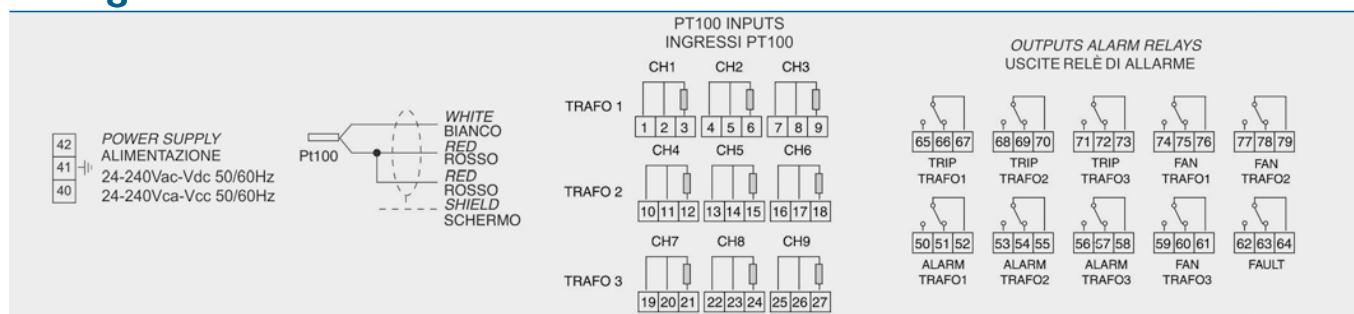 42
41
40
POWER SUPPLY
ALIMENTAZIONE
24-240Vac-Vdc 50/60Hz
24-240Vca-Vcc 50/60Hz
Pt100
WHITE
BIANCO
RED
ROSSO
RED
ROSSO
SHIELD
SCHERMO
PT100 INPUTS
INGRESSI PT100
CH1 CH2 CH3
TRAFO 1
1 2 3 4 5 6 7 8 9
CH4 CH5 CH6
TRAFO 2
10 11 12 13 14 15 16 17 18
CH7 CH8 CH9
TRAFO 3
19 20 21 22 23 24 25 26 27
OUTPUTS ALARM RELAYS
USCITE RELÈ DI ALLARME
65 66 67 68 69 70 71 72 73 74 75 76 77 78 79
TRIP TRIP TRIP FAN FAN
TRAFO1 TRAFO2 TRAFO3 TRAFO1 TRAFO2
50 51 52 53 54 55 56 57 58 59 60 61 62 63 64
ALARM ALARM ALARM FAN FAULT
TRAFO1 TRAFO2 TRAFO3 TRAFO3